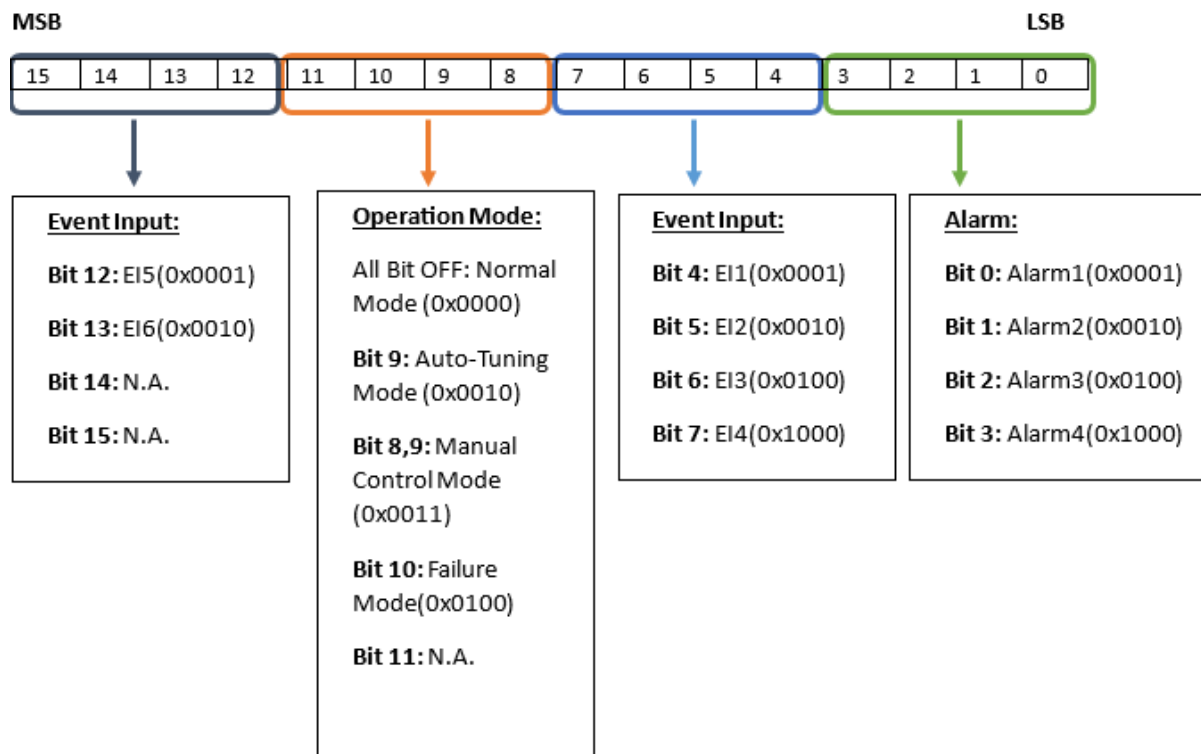 MSB LSB
15 14 13 12 11 10 9 8 7 6 5 4 3 2 1 0
Event Input:
Bit 12: EI5(0x0001)
Bit 13: EI6(0x0010)
Bit 14: N.A.
Bit 15: N.A.
Operation Mode:
All Bit OFF: Normal
Mode (0x0000)
Bit 9: Auto-Tuning
Mode (0x0010)
Bit 8,9: Manual
Control Mode
(0x0011)
Bit 10: Failure
Mode(0x0100)
Bit 11: N.A.
Event Input:
Bit 4: EI1(0x0001)
Bit 5: EI2(0x0010)
Bit 6: EI3(0x0100)
Bit 7: EI4(0x1000)
Alarm:
Bit 0: Alarm1(0x0001)
Bit 1: Alarm2(0x0010)
Bit 2: Alarm3(0x0100)
Bit 3: Alarm4(0x1000)